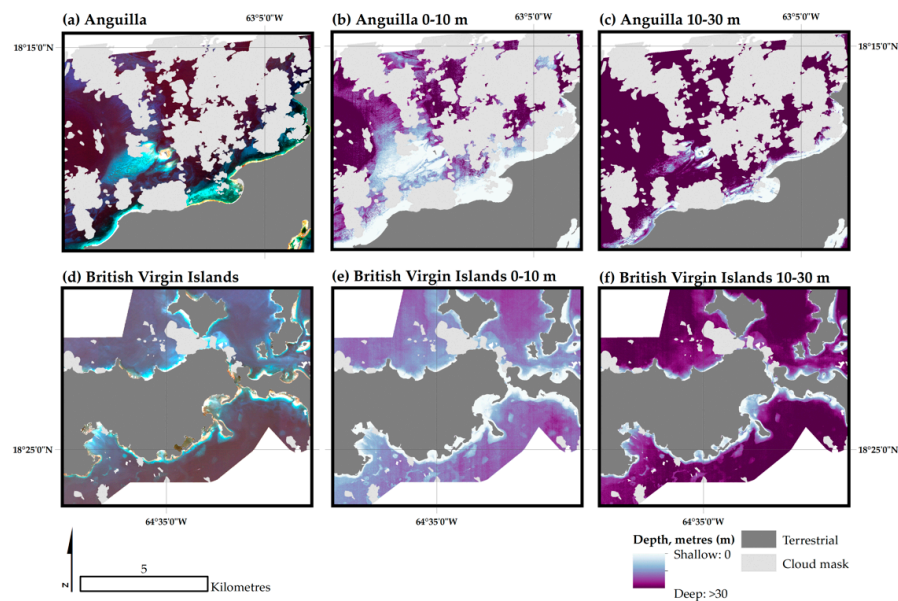 (a) Anguilla
63°5'0"W
(b) Anguilla 0-10 m
63°5'0"W
(c) Anguilla 10-30 m
18°15'0"N
18°15'0"N
(d) British Virgin Islands
(e) British Virgin Islands 0-10 m
(f) British Virgin Islands 10-30 m
18°25'0"N
18°25'0"N
64°35'0"W
64°35'0"W
64°35'0"W
N
5
Kilometres
Depth, metres (m)
Shallow: 0
Deep: >30
Terrestrial
Cloud mask